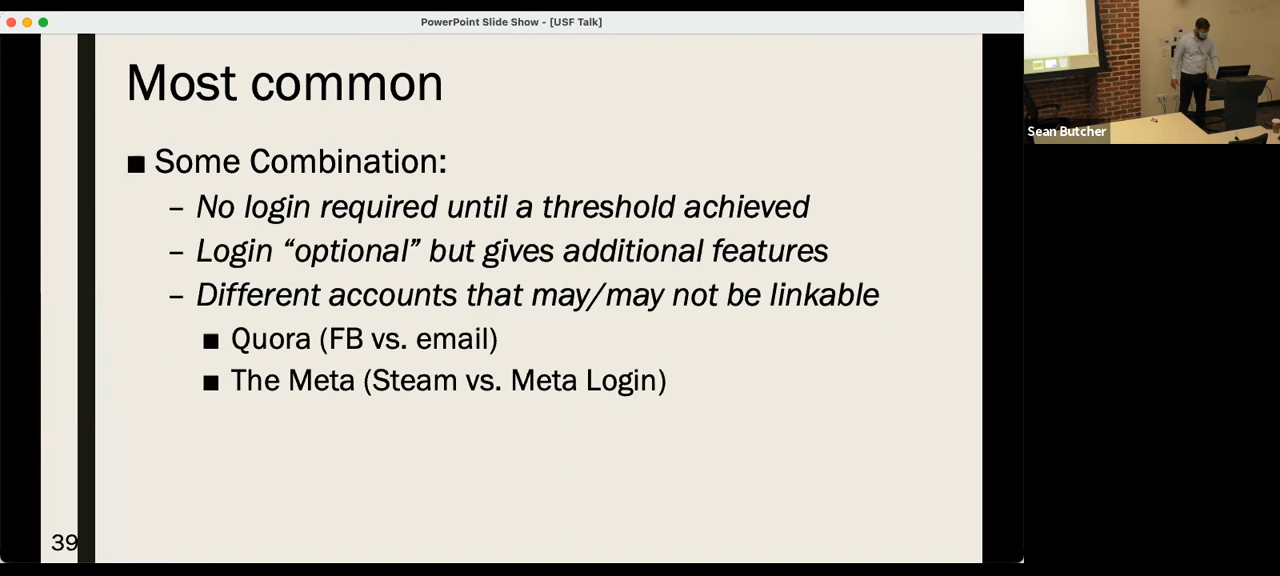 PowerPoint Slide Show - [USF Talk]
Most common
■ Some Combination:
– No login required until a threshold achieved
– Login “optional” but gives additional features
– Different accounts that may/may not be linkable
■ Quora (FB vs. email)
■ The Meta (Steam vs. Meta Login)
39
Sean Butcher